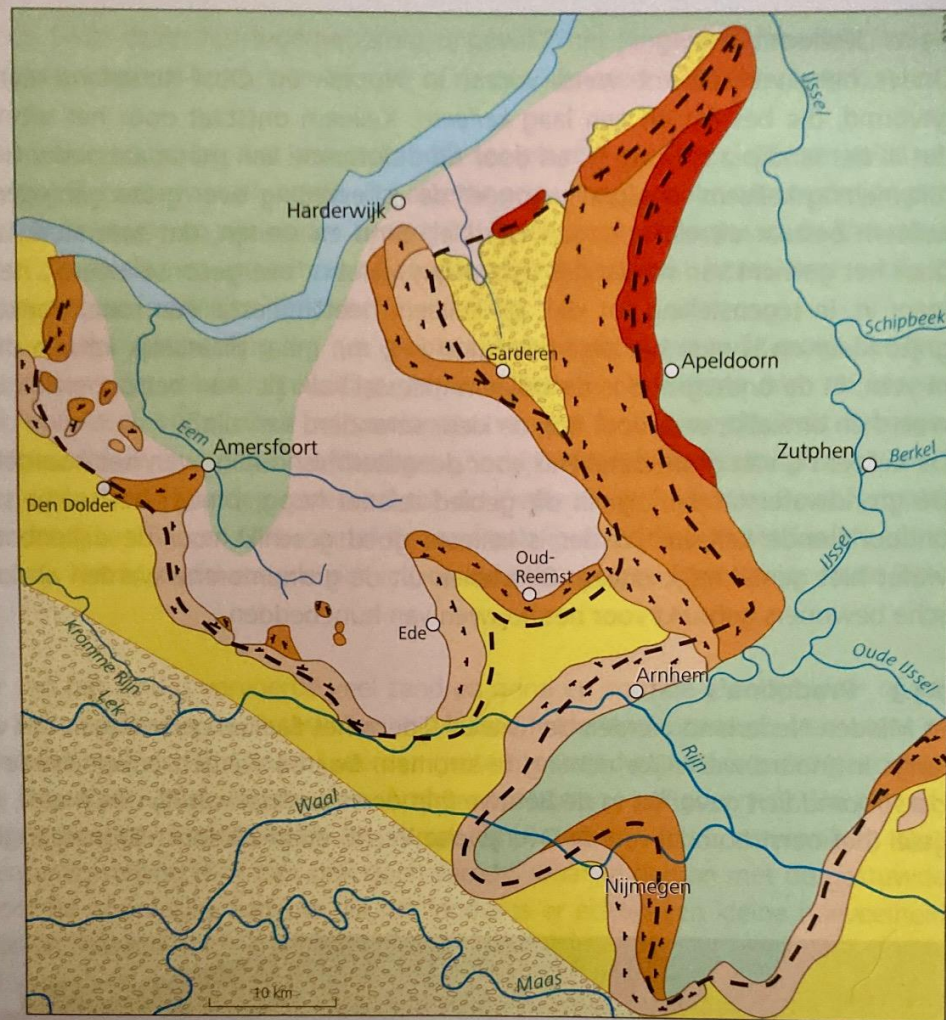 IJssel
Harderwijk
Schipbeek
Garderen
Apeldoorn
Eem
Amersfoort
Zutphen
Berkel
Den Dolder
IJssel
Oud-
Reemst
Ede
Kromme Rijn
Lek
Oude IJssel
Arnhem
Rijn
Waal
Nijmegen
Maas
10 km